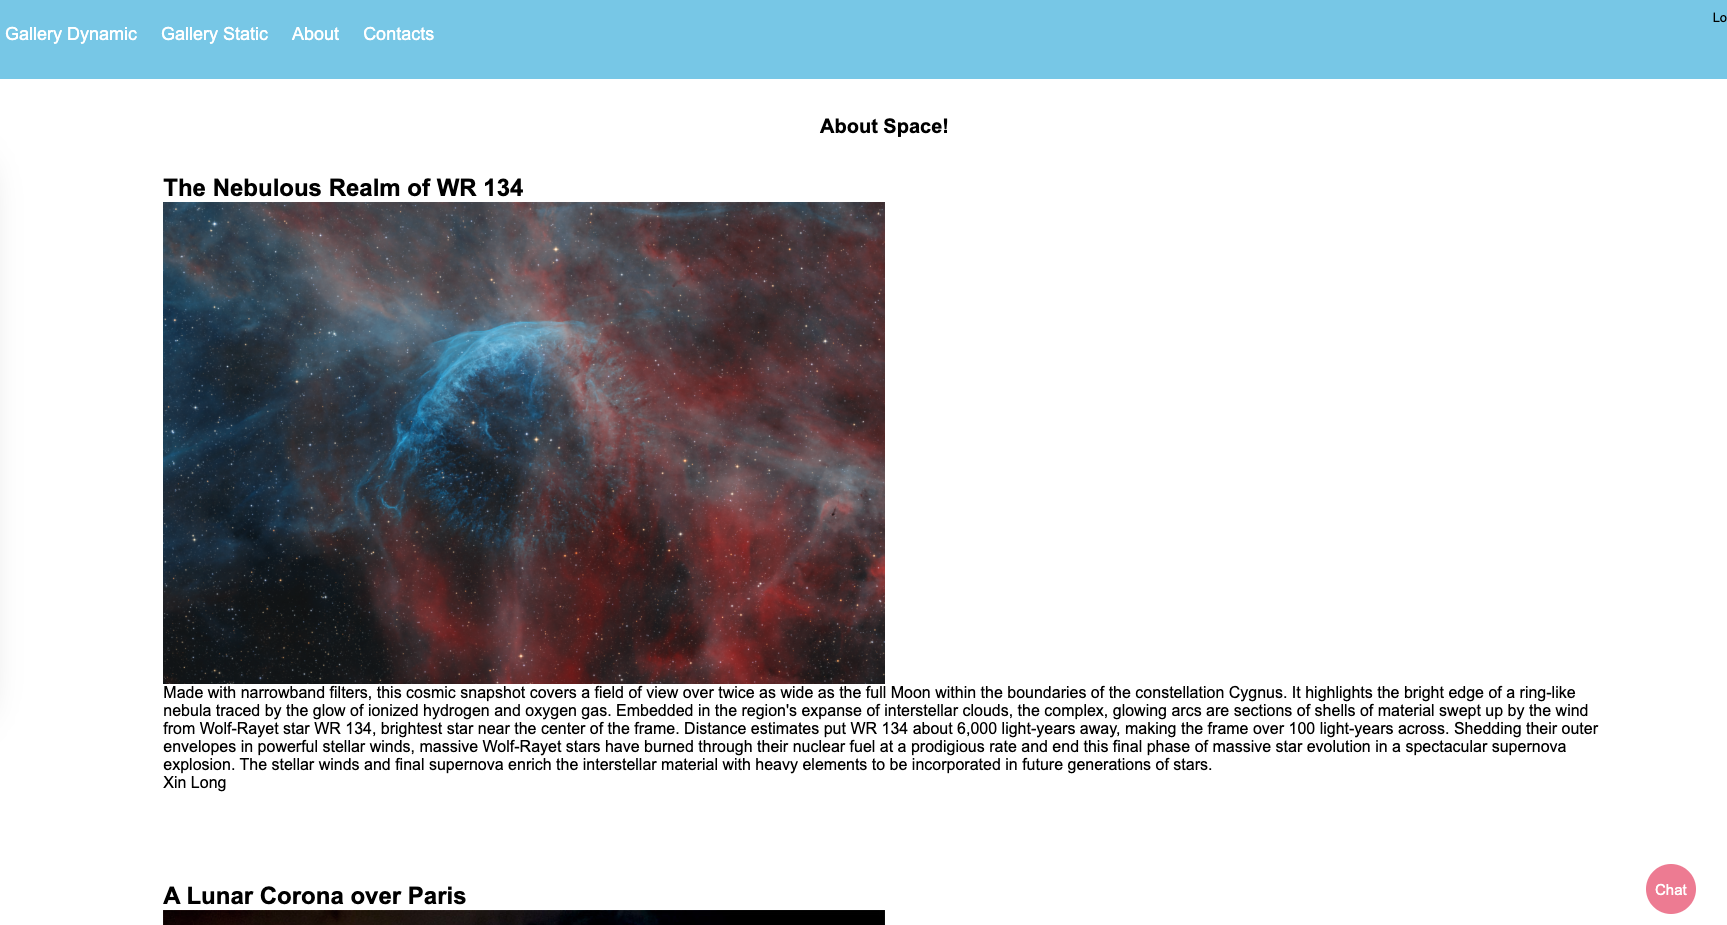 Gallery Dynamic Gallery Static About Contacts Lo
About Space!
The Nebulous Realm of WR 134
Made with narrowband filters, this cosmic snapshot covers a field of view over twice as wide as the full Moon within the boundaries of the constellation Cygnus. It highlights the bright edge of a ring-like
nebula traced by the glow of ionized hydrogen and oxygen gas. Embedded in the region's expanse of interstellar clouds, the complex, glowing arcs are sections of shells of material swept up by the wind
from Wolf-Rayet star WR 134, brightest star near the center of the frame. Distance estimates put WR 134 about 6,000 light-years away, making the frame over 100 light-years across. Shedding their outer
envelopes in powerful stellar winds, massive Wolf-Rayet stars have burned through their nuclear fuel at a prodigious rate and end this final phase of massive star evolution in a spectacular supernova
explosion. The stellar winds and final supernova enrich the interstellar material with heavy elements to be incorporated in future generations of stars.
Xin Long
A Lunar Corona over Paris
Chat